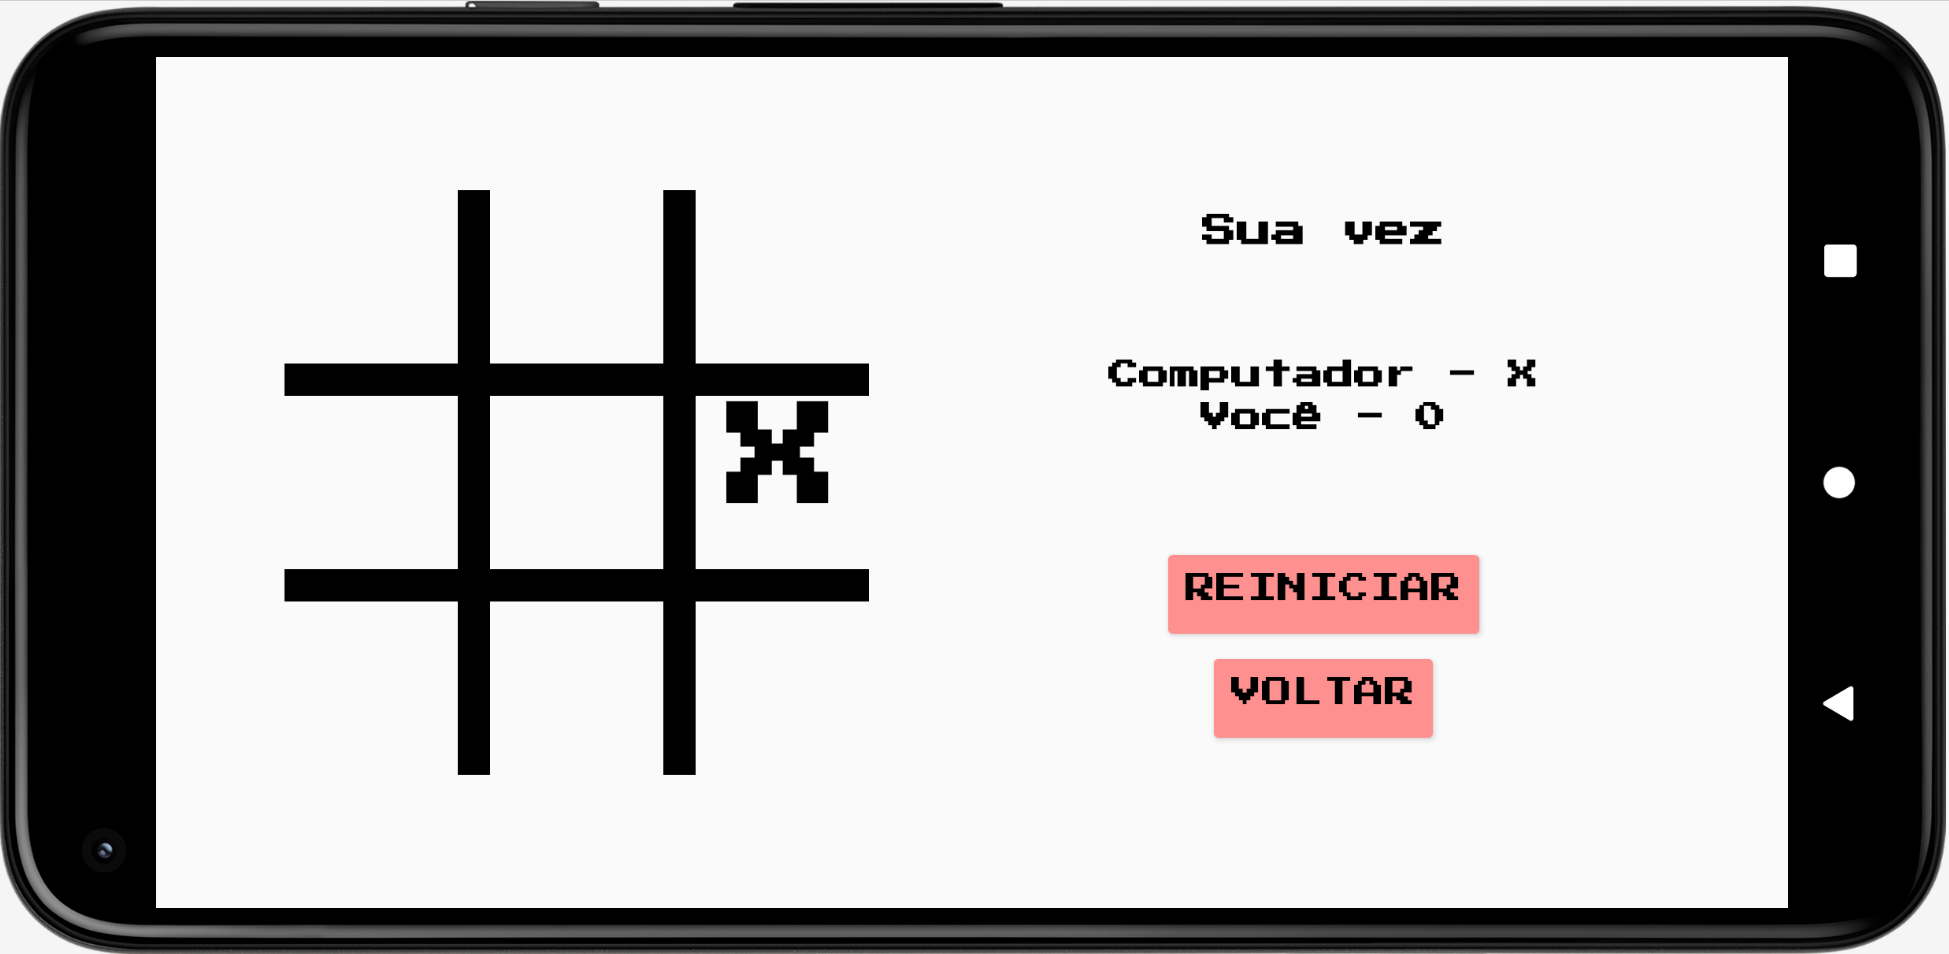 Sua vez
X
Computador - X
Você - O
REINICIAR
VOLTAR